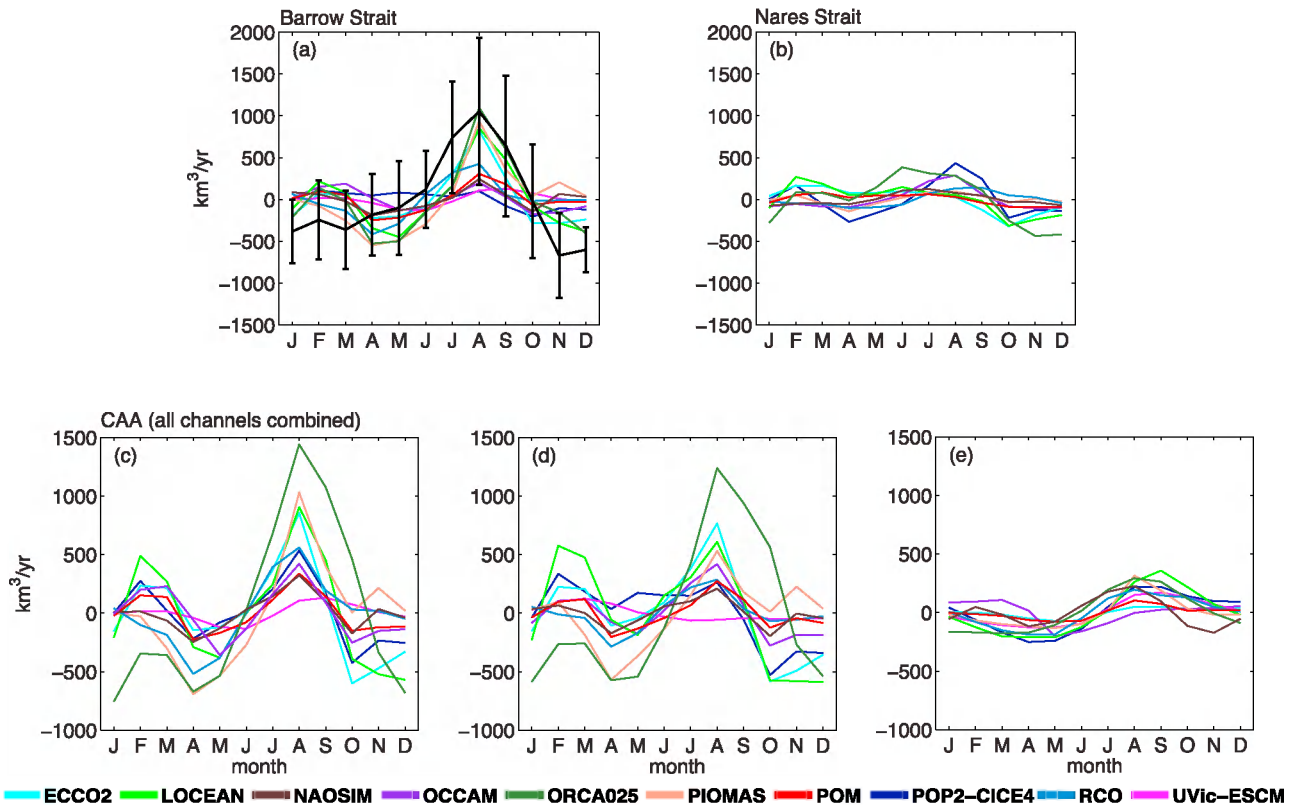 Barrow Strait
Nares Strait
(a)
(b)
2000
1500
1000
500
0
−500
−1000
−1500
km³/yr
J F M A M J J A S O N D
2000
1500
1000
500
0
−500
−1000
−1500
J F M A M J J A S O N D
CAA (all channels combined)
(c)
(d)
(e)
1500
1000
500
0
−500
−1000
km³/yr
J F M A M J J A S O N D
month
1500
1000
500
0
−500
−1000
J F M A M J J A S O N D
month
1500
1000
500
0
−500
−1000
J F M A M J J A S O N D
month
ECCO2 LOCEAN NAOSIM OCCAM ORCA025 PIOMAS POM POP2−CICE4 RCO UVic−ESCM